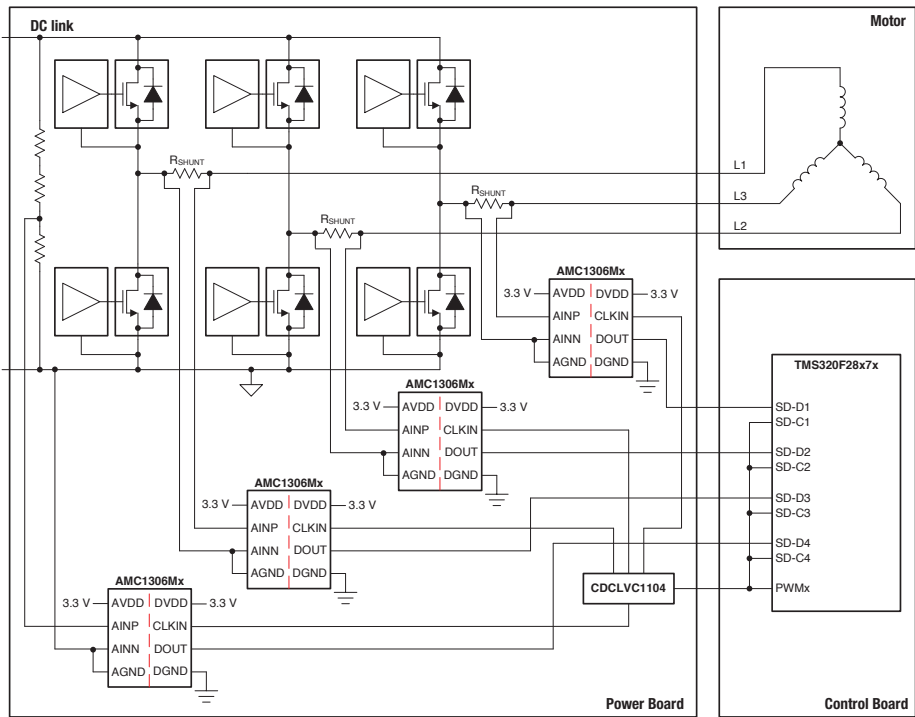 DC link
Motor
R_SHUNT
L1
R_SHUNT
L3
R_SHUNT
L2
AMC1306Mx
3.3 V AVDD DVDD 3.3 V
AINP CLKIN
AINN DOUT
AGND DGND
TMS320F28x7x
SD-D1
SD-C1
SD-D2
SD-C2
SD-D3
SD-C3
SD-D4
SD-C4
PWMx
AMC1306Mx
3.3 V AVDD DVDD 3.3 V
AINP CLKIN
AINN DOUT
AGND DGND
AMC1306Mx
3.3 V AVDD DVDD 3.3 V
AINP CLKIN
AINN DOUT
AGND DGND
CDCLVC1104
AMC1306Mx
3.3 V AVDD DVDD 3.3 V
AINP CLKIN
AINN DOUT
AGND DGND
Power Board
Control Board